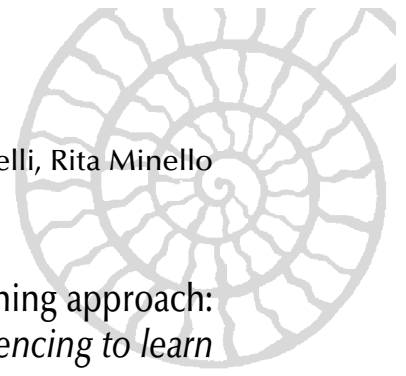 elli, Rita Minello
ning approach:
encing to learn